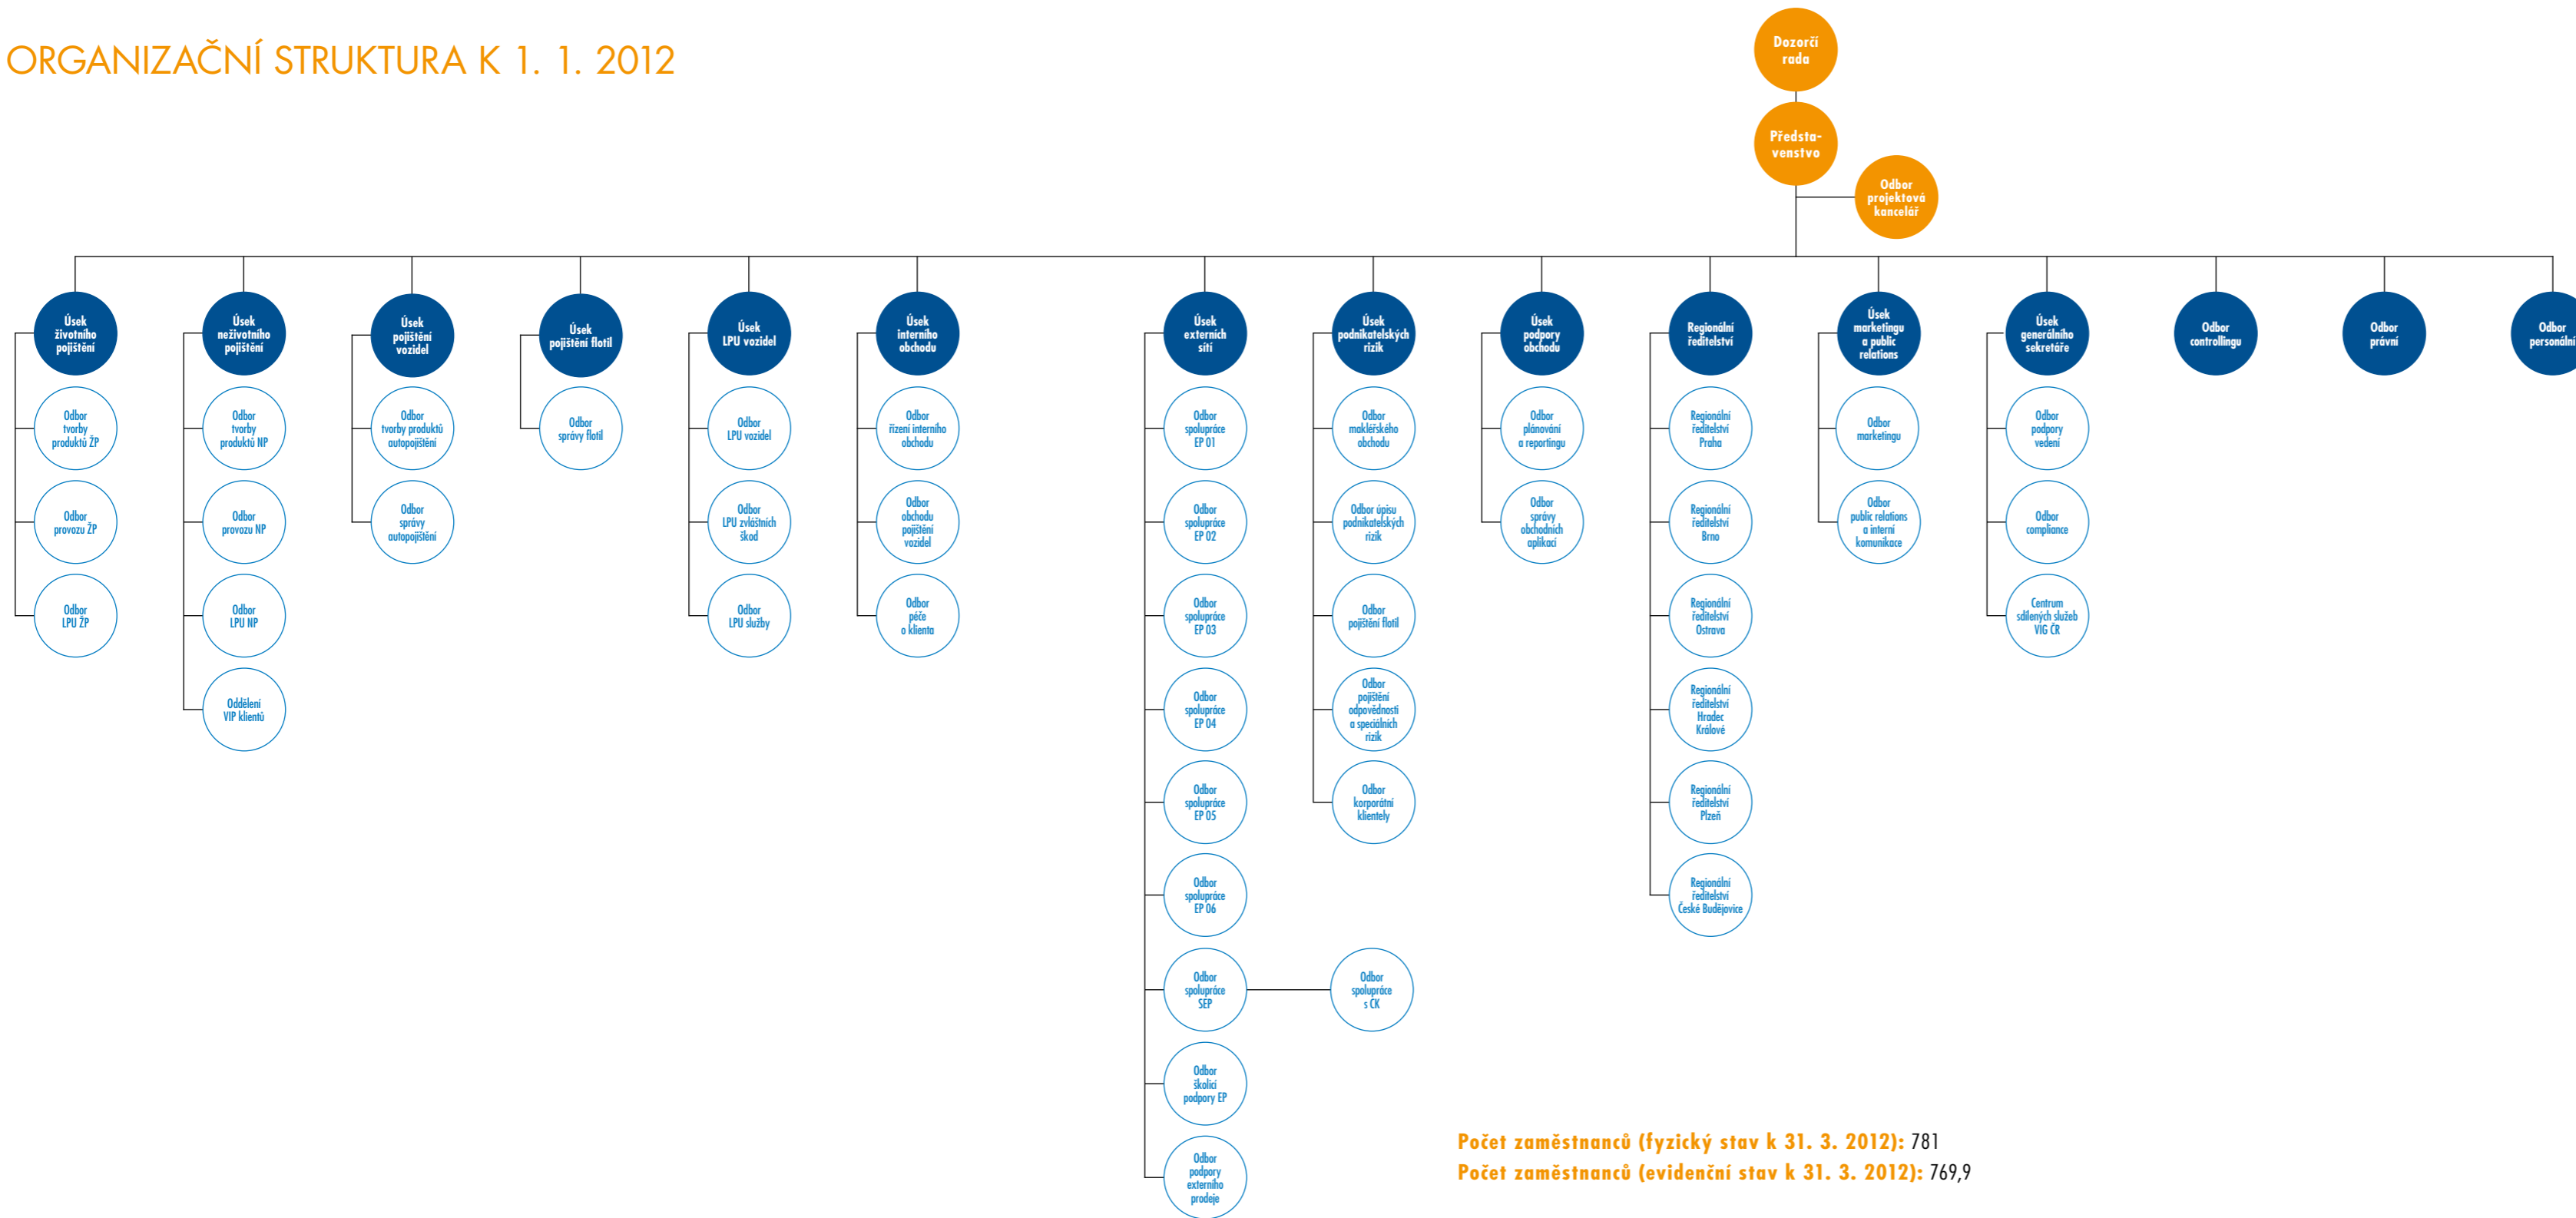 ORGANIZAČNÍ STRUKTURA K 1. 1. 2012
Dozorčí
rada
Předsta-
venstvo
Odbor
projektová
kancelář
Úsek
životního
pojištění
Odbor
tvorby
produktů ŽP
Odbor
provozu ŽP
Odbor
LPU ŽP
Úsek
neživotního
pojištění
Odbor
tvorby
produktů NP
Odbor
provozu NP
Odbor
LPU NP
Oddělení
VIP klientů
Úsek
pojištění
vozidel
Odbor
tvorby produktů
autopojištění
Odbor
správy
autopojištění
Úsek
pojištění flotil
Odbor
správy flotil
Úsek
LPU vozidel
Odbor
LPU vozidel
Odbor
LPU zvláštních
škod
Odbor
LPU služby
Úsek
interního
obchodu
Odbor
řízení interního
obchodu
Odbor
obchodu
pojištění
vozidel
Odbor
péče
o klienta
Úsek
externích
sítí
Odbor
spolupráce
EP 01
Odbor
spolupráce
EP 02
Odbor
spolupráce
EP 03
Odbor
spolupráce
EP 04
Odbor
spolupráce
EP 05
Odbor
spolupráce
EP 06
Odbor
spolupráce
SEP
Odbor
spolupráce
s CK
Odbor
školicí
podpory EP
Odbor
podpory
externího
prodeje
Úsek
podnikatelských
rizik
Odbor
makléřského
obchodu
Odbor úpisu
podnikatelských
rizik
Odbor
pojištění flotil
Odbor
pojištění
odpovědnosti
a speciálních
rizik
Odbor
korporátní
klientely
Úsek
podpory
obchodu
Odbor
plánování
a reportingu
Odbor
správy
obchodních
aplikací
Regionální
ředitelství
Regionální
ředitelství
Praha
Regionální
ředitelství
Brno
Regionální
ředitelství
Ostrava
Regionální
ředitelství
Hradec
Králové
Regionální
ředitelství
Plzeň
Regionální
ředitelství
České Budějovice
Úsek
marketingu
a public
relations
Odbor
marketingu
Odbor
public relations
a interní
komunikace
Úsek
generálního
sekretáře
Odbor
podpory
vedení
Odbor
compliance
Centrum
sdílených služeb
VIG ČR
Odbor
controllingu
Odbor
právní
Odbor
personální
Počet zaměstnanců (fyzický stav k 31. 3. 2012): 781
Počet zaměstnanců (evidenční stav k 31. 3. 2012): 769,9